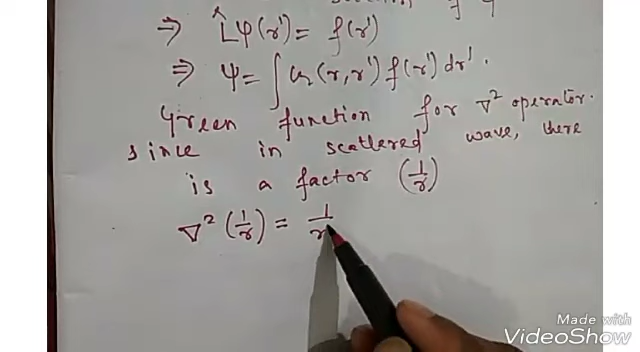 ⇒ L̂ψ(r') = f(r')
⇒ ψ = ∫ G(r, r') f(r') dr'.
Green function for ∇² operator.
since in scattered wave, there
is a factor (1/r)
∇² (1/r) = 1/r
Made with
VideoShow